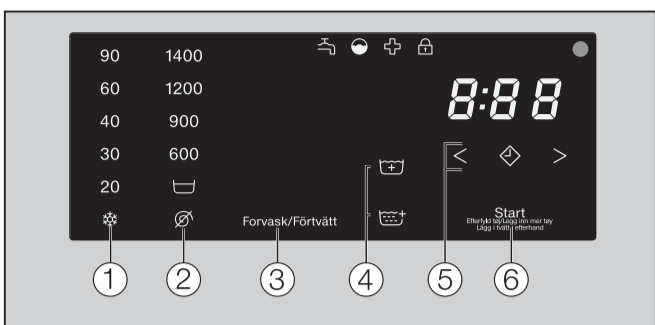 90 1400
60 1200 8:88
40 900
30 600
20
Forvask/Förtvätt
Start
Efterfyld tøj/Legg inn mer tøy
Lägg i tvätt i efterhand
1 2 3 4 5 6